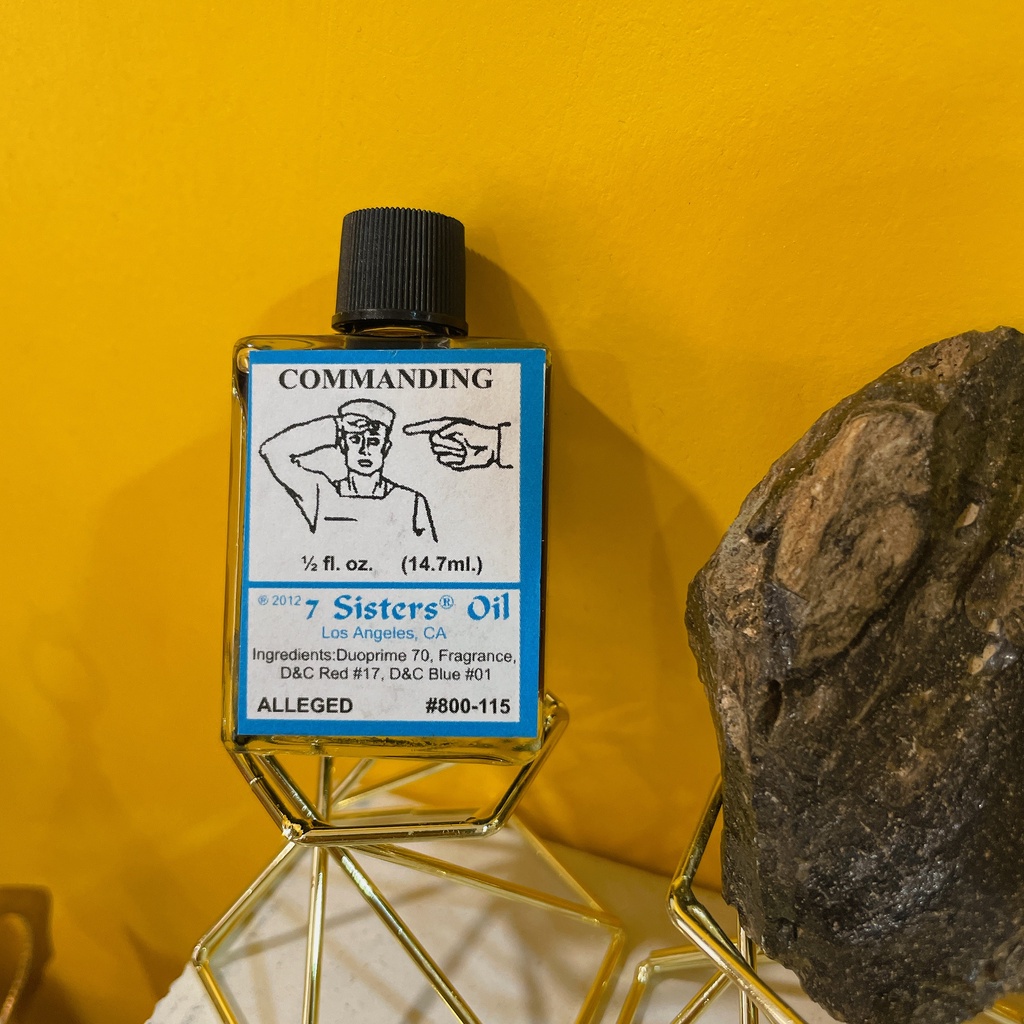 COMMANDING
½ fl. oz. (14.7ml.)
® 2012 7 Sisters® Oil
Los Angeles, CA
Ingredients:Duoprime 70, Fragrance,
D&C Red #17, D&C Blue #01
ALLEGED #800-115